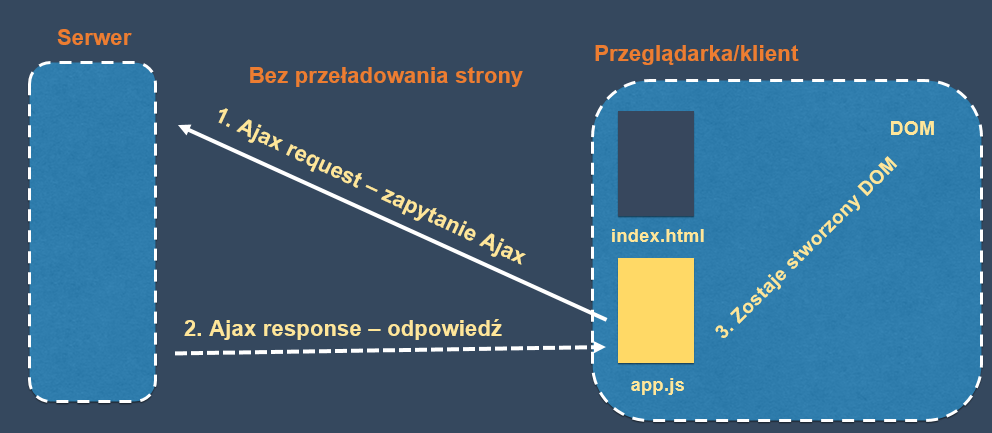 Serwer
Bez przeładowania strony
Przeglądarka/klient
1. Ajax request – zapytanie Ajax
2. Ajax response – odpowiedź
DOM
3. Zostaje stworzony DOM
index.html
app.js